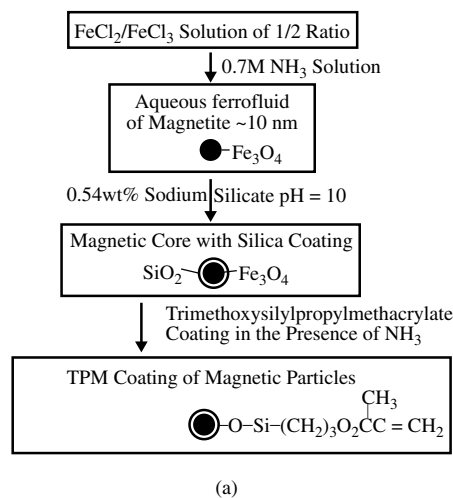 FeCl₂/FeCl₃ Solution of 1/2 Ratio
0.7M NH₃ Solution
Aqueous ferrofluid
of Magnetite ~10 nm
Fe₃O₄
0.54wt% Sodium Silicate pH = 10
Magnetic Core with Silica Coating
SiO₂ Fe₃O₄
Trimethoxysilylpropylmethacrylate
Coating in the Presence of NH₃
TPM Coating of Magnetic Particles
CH₃
–O–Si–(CH₂)₃O₂CC = CH₂
(a)